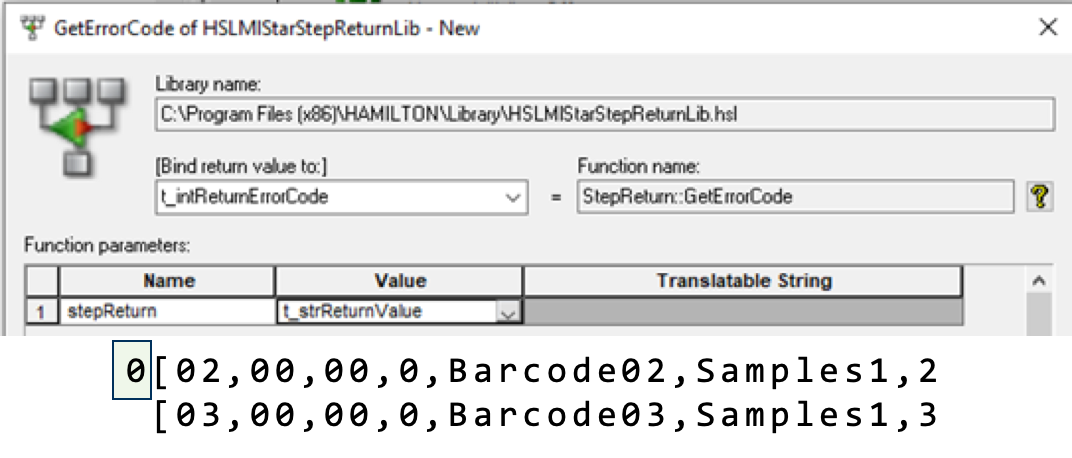 GetErrorCode of HSLMlStarStepReturnLib - New
Library name:
C:\Program Files (x86)\HAMILTON\Library\HSLMlStarStepReturnLib.hsl
[Bind return value to:]
Function name:
t_intReturnErrorCode
=
StepReturn::GetErrorCode
Function parameters:
Name Value Translatable String
1 stepReturn t_strReturnValue
0[02,00,00,0,Barcode02,Samples1,2
[03,00,00,0,Barcode03,Samples1,3